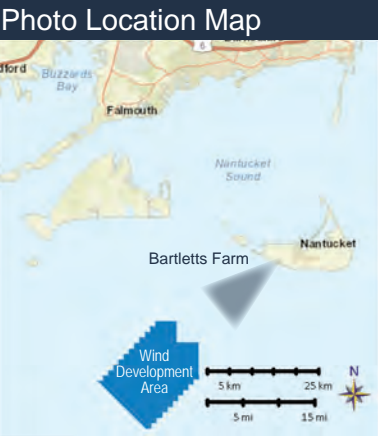 Photo Location Map
6
Buzzards
Bay
Falmouth
Nantucket
Sound
Nantucket
Bartletts Farm
Wind
Development
Area
N
5 km 25 km
5 mi 15 mi